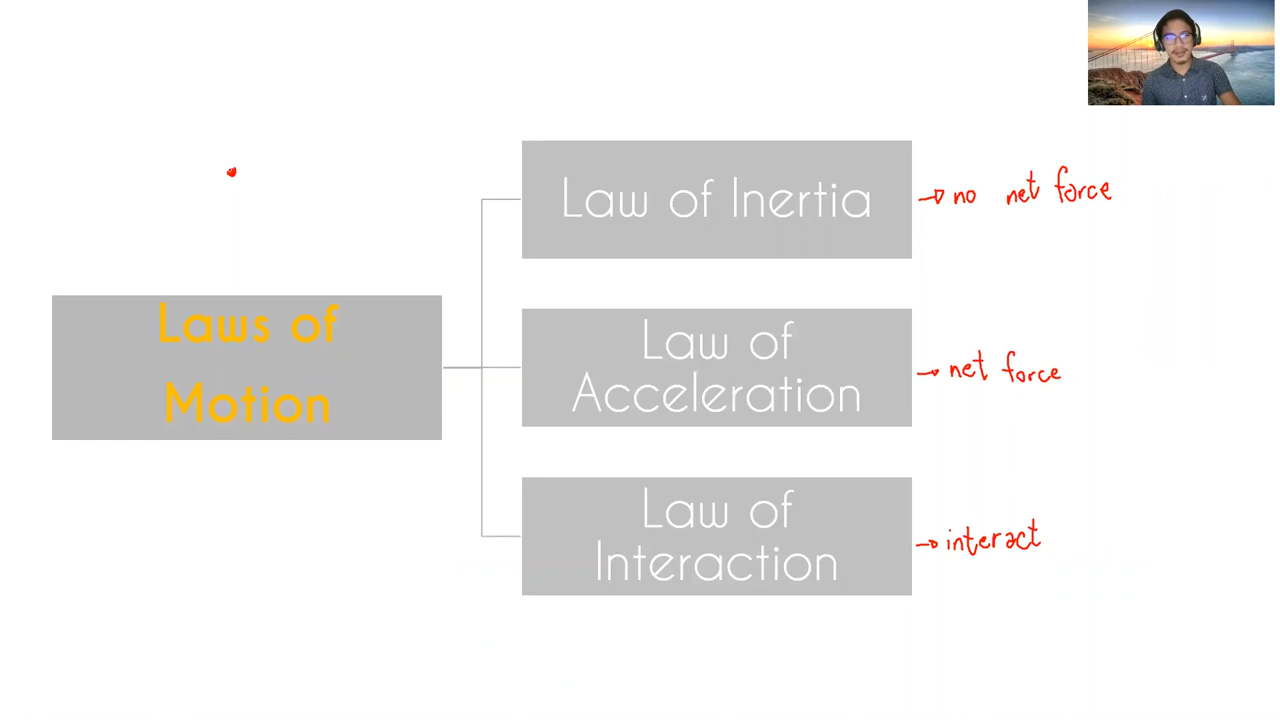 Law of Inertia
→ no net force
Laws of
Motion
Law of
Acceleration
→ net force
Law of
Interaction
→ interact